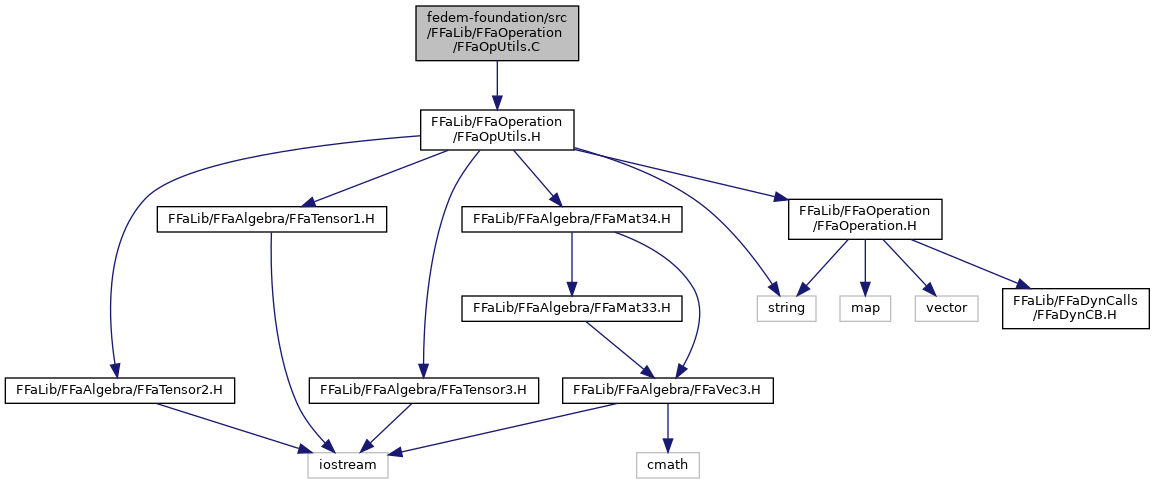 fedem-foundation/src
/FFaLib/FFaOperation
/FFaOpUtils.C
FFaLib/FFaOperation
/FFaOpUtils.H
FFaLib/FFaAlgebra/FFaTensor1.H
FFaLib/FFaAlgebra/FFaMat34.H
FFaLib/FFaOperation
/FFaOperation.H
FFaLib/FFaAlgebra/FFaMat33.H
string
map
vector
FFaLib/FFaDynCalls
/FFaDynCB.H
FFaLib/FFaAlgebra/FFaTensor2.H
FFaLib/FFaAlgebra/FFaTensor3.H
FFaLib/FFaAlgebra/FFaVec3.H
iostream
cmath